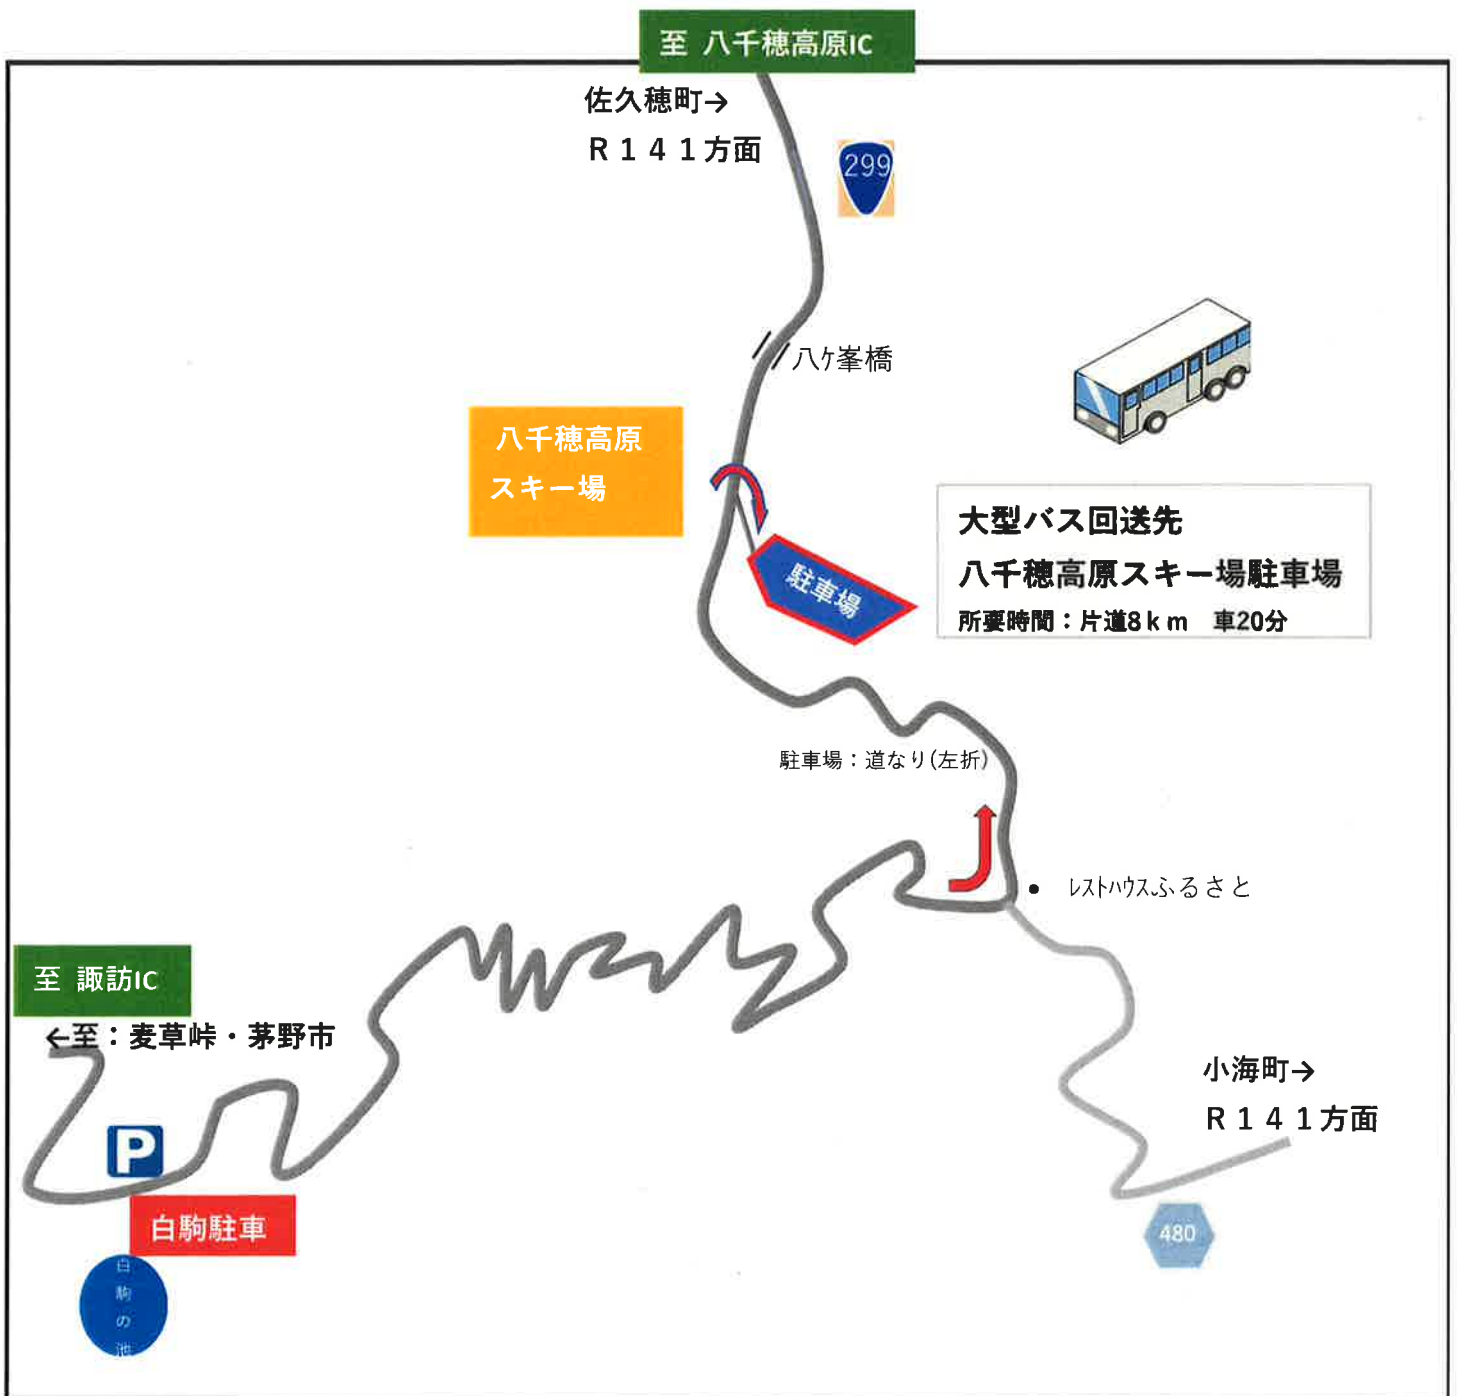 至 八千穂高原IC
佐久穂町→
R141方面
299
八ヶ峯橋
八千穂高原
スキー場
大型バス回送先
八千穂高原スキー場駐車場
所要時間：片道8km 車20分
駐車場
駐車場：道なり(左折)
レストハウスふるさと
至 諏訪IC
←至：麦草峠・茅野市
小海町→
R141方面
P
白駒駐車
480
白駒の池